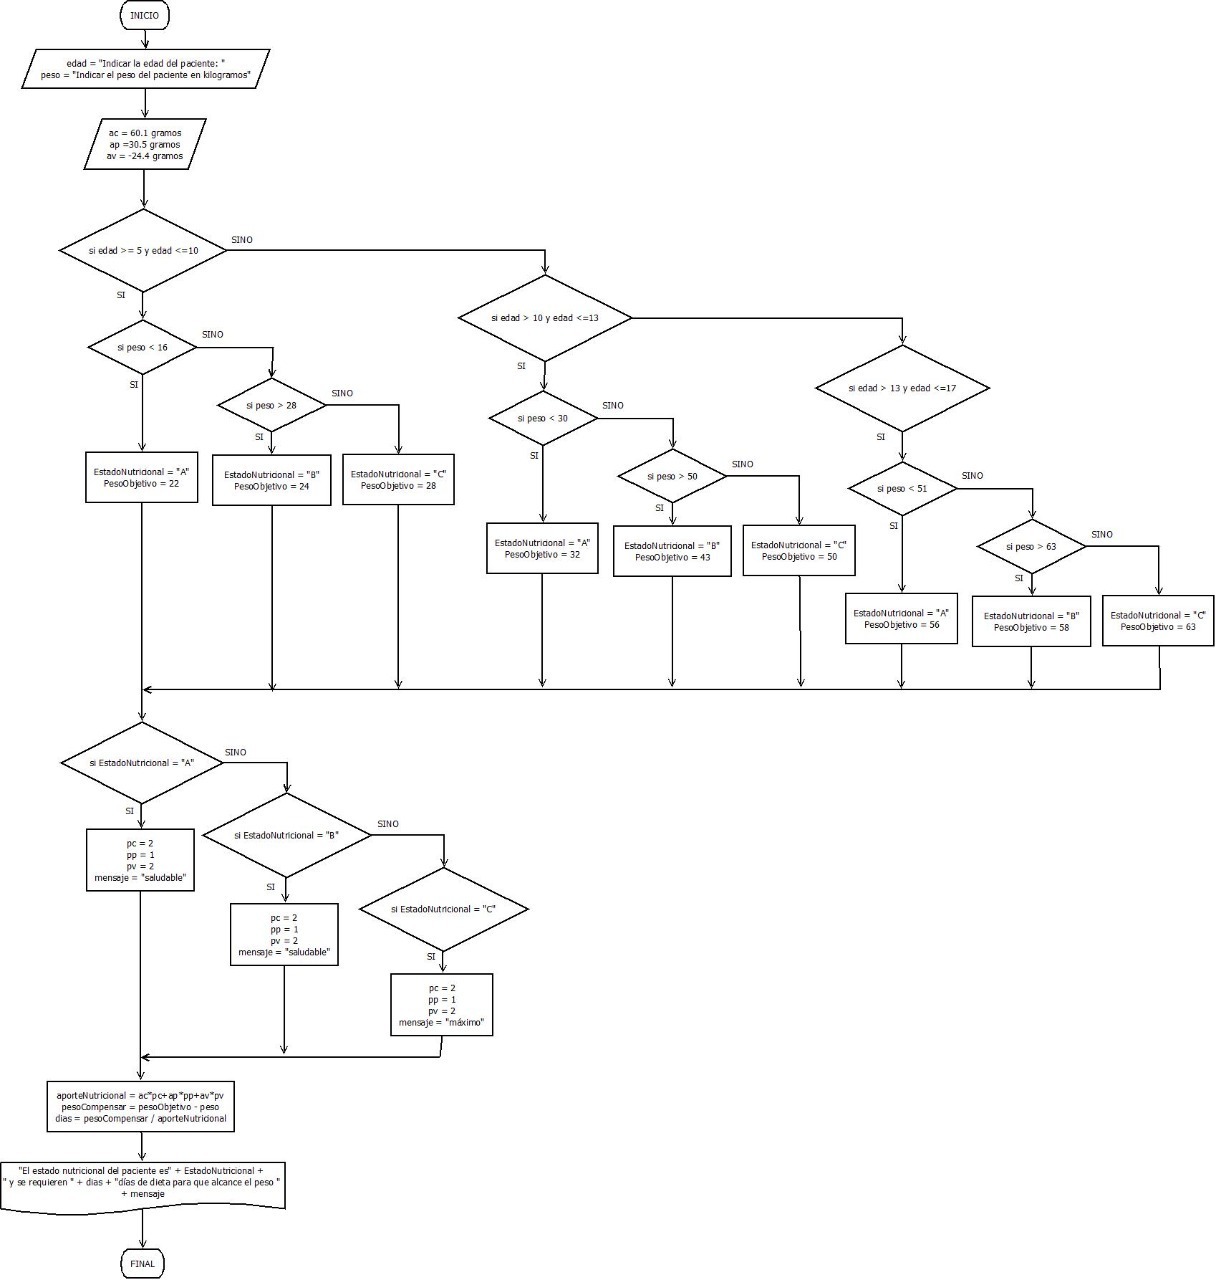 INICIO
edad = "Indicar la edad del paciente: "
peso = "Indicar el peso del paciente en kilogramos"
ac = 60.1 gramos
ap =30.5 gramos
av = -24.4 gramos
si edad >= 5 y edad <=10
SINO
SI
si edad > 10 y edad <=13
SI
si edad > 13 y edad <=17
SI
si peso < 16
SINO
SI
si peso > 28
SINO
SI
EstadoNutricional = "A"
PesoObjetivo = 22
EstadoNutricional = "B"
PesoObjetivo = 24
EstadoNutricional = "C"
PesoObjetivo = 28
si peso < 30
SINO
SI
si peso > 50
SINO
SI
EstadoNutricional = "A"
PesoObjetivo = 32
EstadoNutricional = "B"
PesoObjetivo = 43
EstadoNutricional = "C"
PesoObjetivo = 50
si peso < 51
SINO
SI
si peso > 63
SINO
SI
EstadoNutricional = "A"
PesoObjetivo = 56
EstadoNutricional = "B"
PesoObjetivo = 58
EstadoNutricional = "C"
PesoObjetivo = 63
si EstadoNutricional = "A"
SINO
SI
pc = 2
pp = 1
pv = 2
mensaje = "saludable"
si EstadoNutricional = "B"
SINO
SI
pc = 2
pp = 1
pv = 2
mensaje = "saludable"
si EstadoNutricional = "C"
SI
pc = 2
pp = 1
pv = 2
mensaje = "máximo"
aporteNutricional = ac*pc+ap*pp+av*pv
pesoCompensar = pesoObjetivo - peso
dias = pesoCompensar / aporteNutricional
"El estado nutricional del paciente es" + EstadoNutricional +
" y se requieren " + dias + "días de dieta para que alcance el peso "
+ mensaje
FINAL